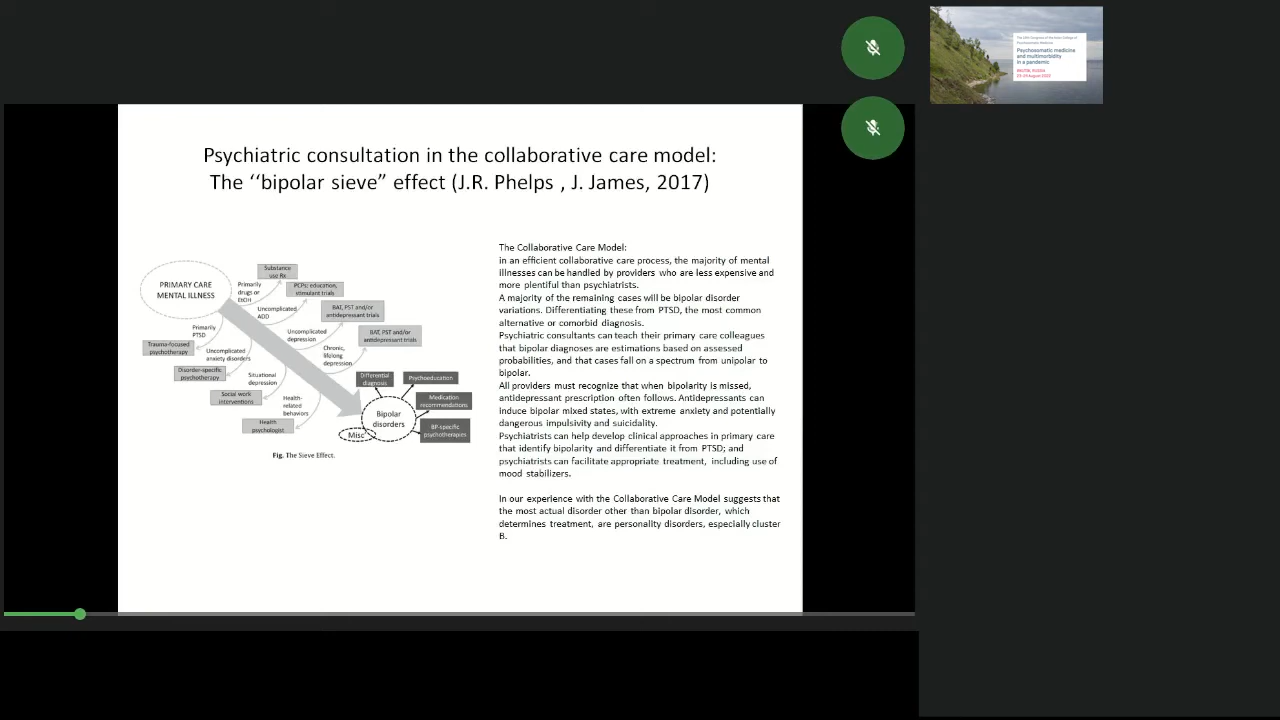 Psychiatric consultation in the collaborative care model:
The ‘‘bipolar sieve” effect (J.R. Phelps , J. James, 2017)
PRIMARY CARE
MENTAL ILLNESS
Substance
use Rx
Primarily
drugs or
EtOH
PCPs: education,
stimulant trials
Uncomplicated
ADD
BAT, PST and/or
antidepressant trials
Uncomplicated
depression
BAT, PST and/or
antidepressant trials
Chronic,
lifelong
depression
Primarily
PTSD
Trauma-focused
psychotherapy
Uncomplicated
anxiety disorders
Disorder-specific
psychotherapy
Situational
depression
Social work
interventions
Health-
related
behaviors
Health
psychologist
Differential
diagnosis
Psychoeducation
Medication
recommendations
Bipolar
disorders
BP-specific
psychotherapies
Misc
Fig. The Sieve Effect.
The Collaborative Care Model:
in an efficient collaborative care process, the majority of mental
illnesses can be handled by providers who are less expensive and
more plentiful than psychiatrists.
A majority of the remaining cases will be bipolar disorder
variations. Differentiating these from PTSD, the most common
alternative or comorbid diagnosis.
Psychiatric consultants can teach their primary care colleagues
that bipolar diagnoses are estimations based on assessed
probabilities, and that cases fall on a spectrum from unipolar to
bipolar.
All providers must recognize that when bipolarity is missed,
antidepressant prescription often follows. Antidepressants can
induce bipolar mixed states, with extreme anxiety and potentially
dangerous impulsivity and suicidality.
Psychiatrists can help develop clinical approaches in primary care
that identify bipolarity and differentiate it from PTSD; and
psychiatrists can facilitate appropriate treatment, including use of
mood stabilizers.
In our experience with the Collaborative Care Model suggests that
the most actual disorder other than bipolar disorder, which
determines treatment, are personality disorders, especially cluster
B.
Psychosomatic medicine
and multimorbidity
in a pandemic